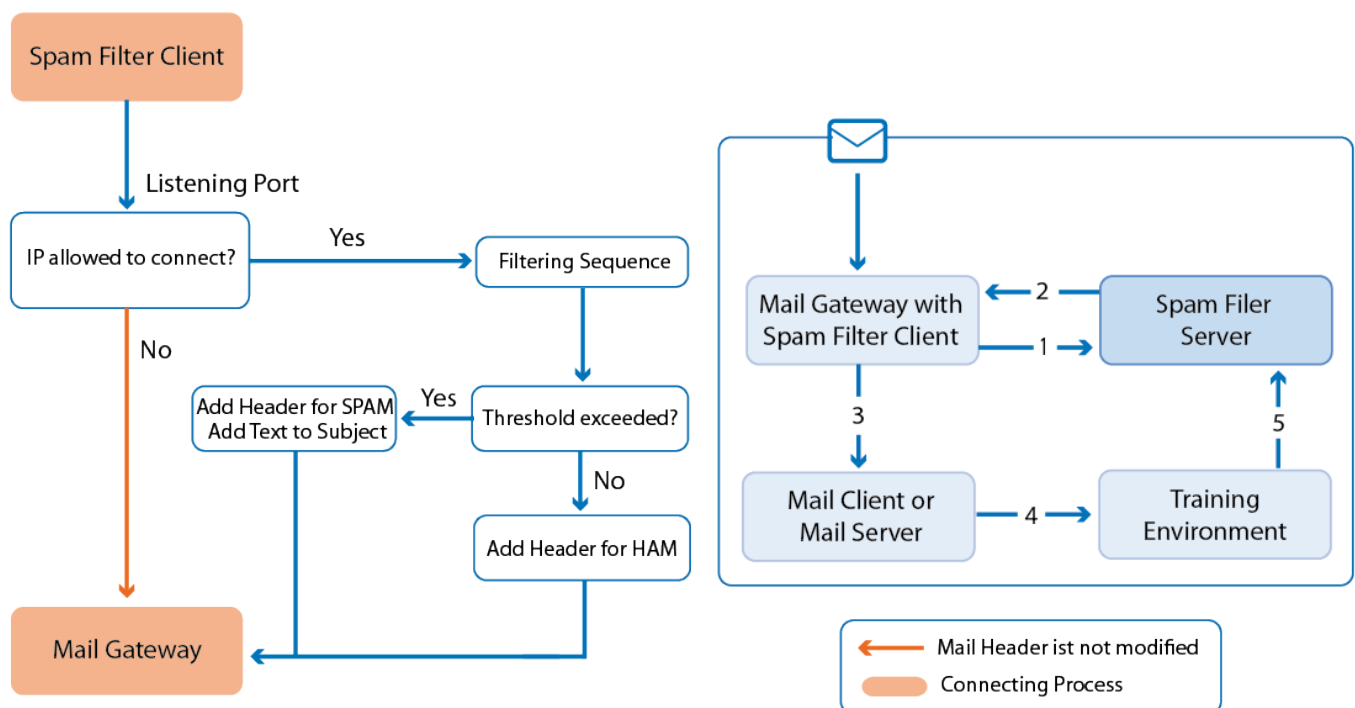 Spam Filter Client
Listening Port
IP allowed to connect?
Yes
Filtering Sequence
No
Add Header for SPAM
Add Text to Subject
Yes
Threshold exceeded?
No
Add Header for HAM
Mail Gateway
Mail Gateway with
Spam Filter Client
2
1
Spam Filer
Server
3
5
Mail Client or
Mail Server
4
Training
Environment
Mail Header ist not modified
Connecting Process